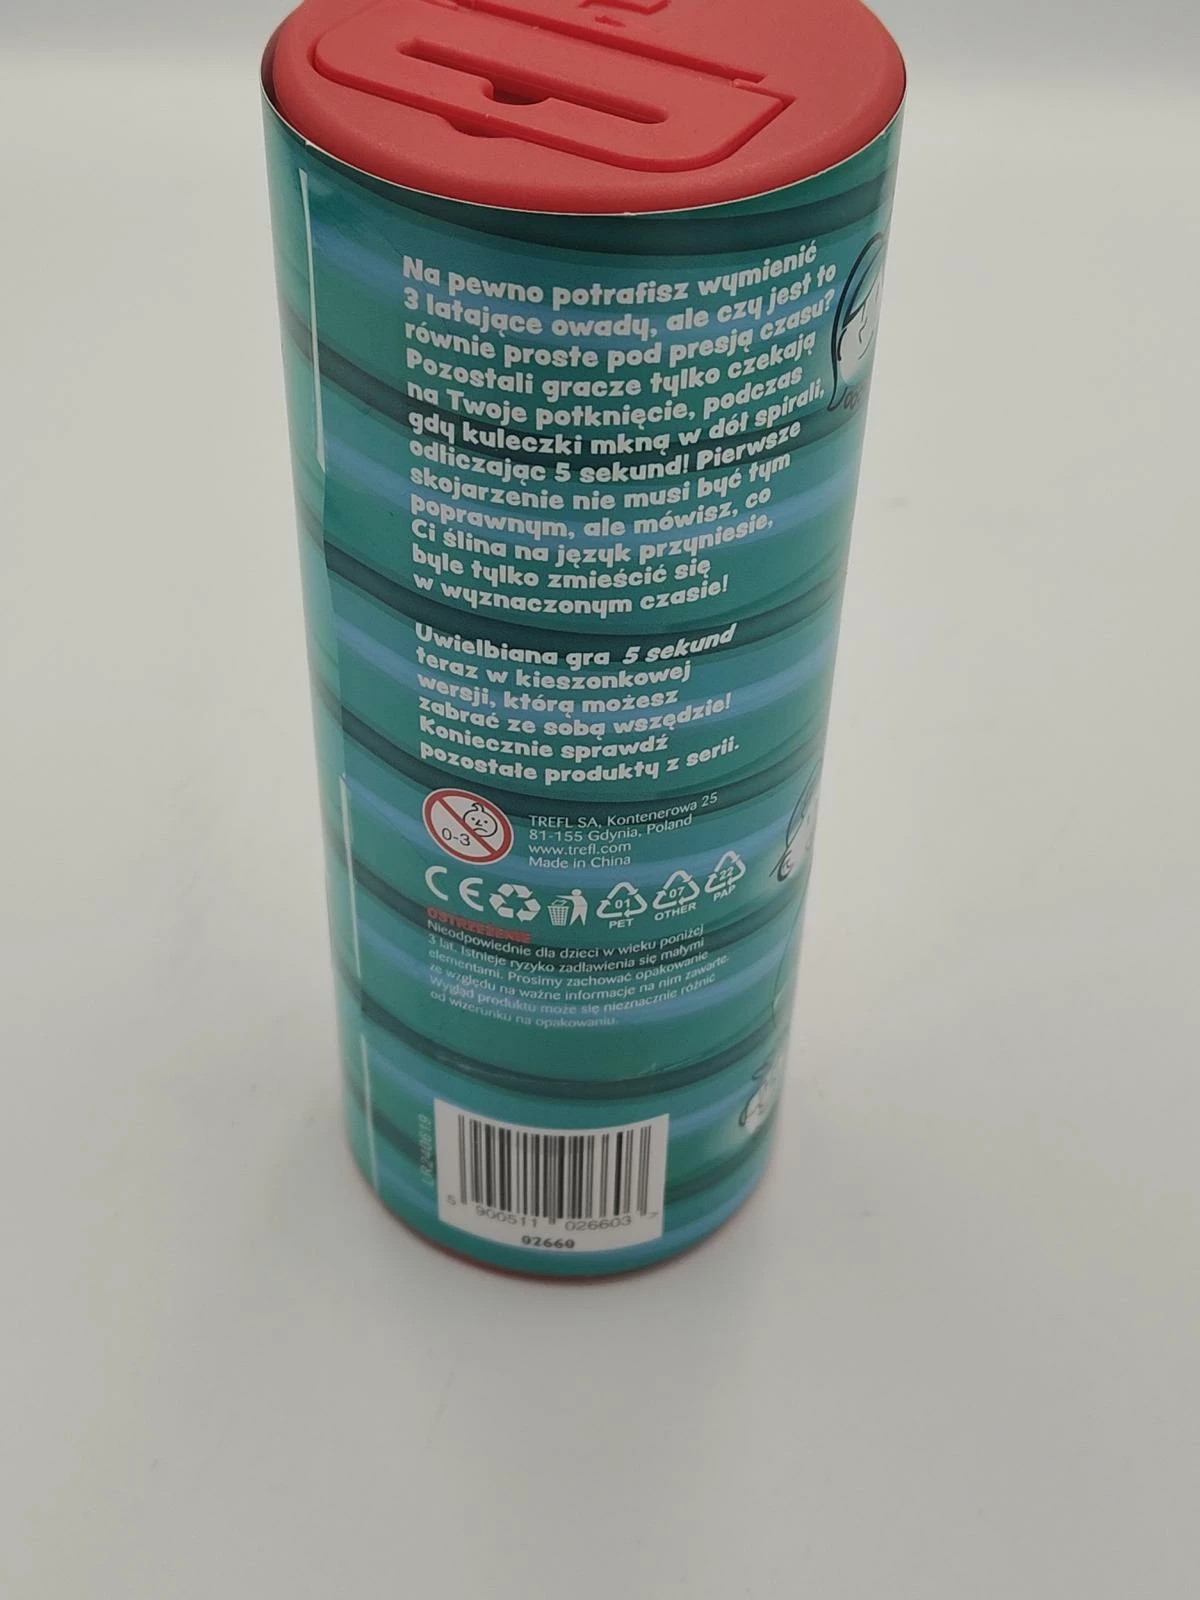 Na pewno potrafisz wymienić
3 latające owady, ale czy jest to
równie proste pod presją czasu?
Pozostali gracze tylko czekają
na Twoje potknięcie, podczas
gdy kuleczki mkną w dół spirali,
odliczając 5 sekund! Pierwsze
skojarzenie nie musi być tym
poprawnym, ale mówisz, co
Ci ślina na język przyniesie,
byle tylko zmieścić się
w wyznaczonym czasie!
Uwielbiana gra 5 sekund
teraz w kieszonkowej
wersji, którą możesz
zabrać ze sobą wszędzie!
Koniecznie sprawdź
pozostałe produkty z serii.
0-3
TREFL SA, Kontenerowa 25
81-155 Gdynia, Poland
www.trefl.com
Made in China
CE
01
PET
07
OTHER
22
PAP
OSTRZEŻENIE
Nieodpowiednie dla dzieci w wieku poniżej
3 lat. Istnieje ryzyko zadławienia się małymi
elementami. Prosimy zachować opakowanie
ze względu na ważne informacje na nim zawarte.
Wygląd produktu może się nieznacznie różnić
od wizerunku na opakowaniu.
UR240619
5 900511 026603 >
02660